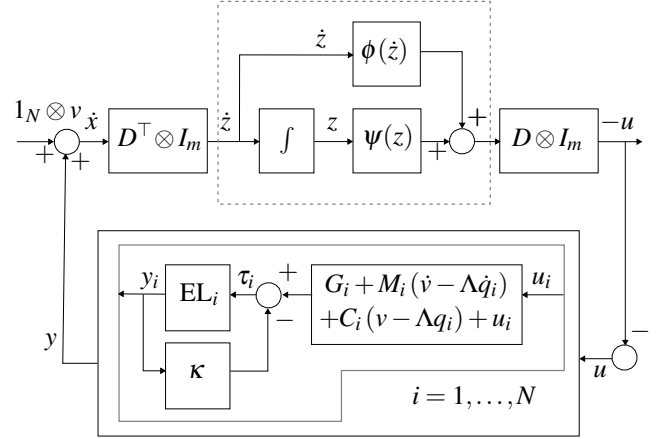 ż
ϕ(ż)
1_N ⊗ v
ẋ
+
+
D^⊤ ⊗ I_m
ż
∫
z
ψ(z)
+
+
D ⊗ I_m
−u
y_i
EL_i
τ_i
+
−
G_i + M_i(v̇ − Λq̇_i)
+C_i(v − Λq_i) + u_i
u_i
−
y
κ
u
i = 1,…,N